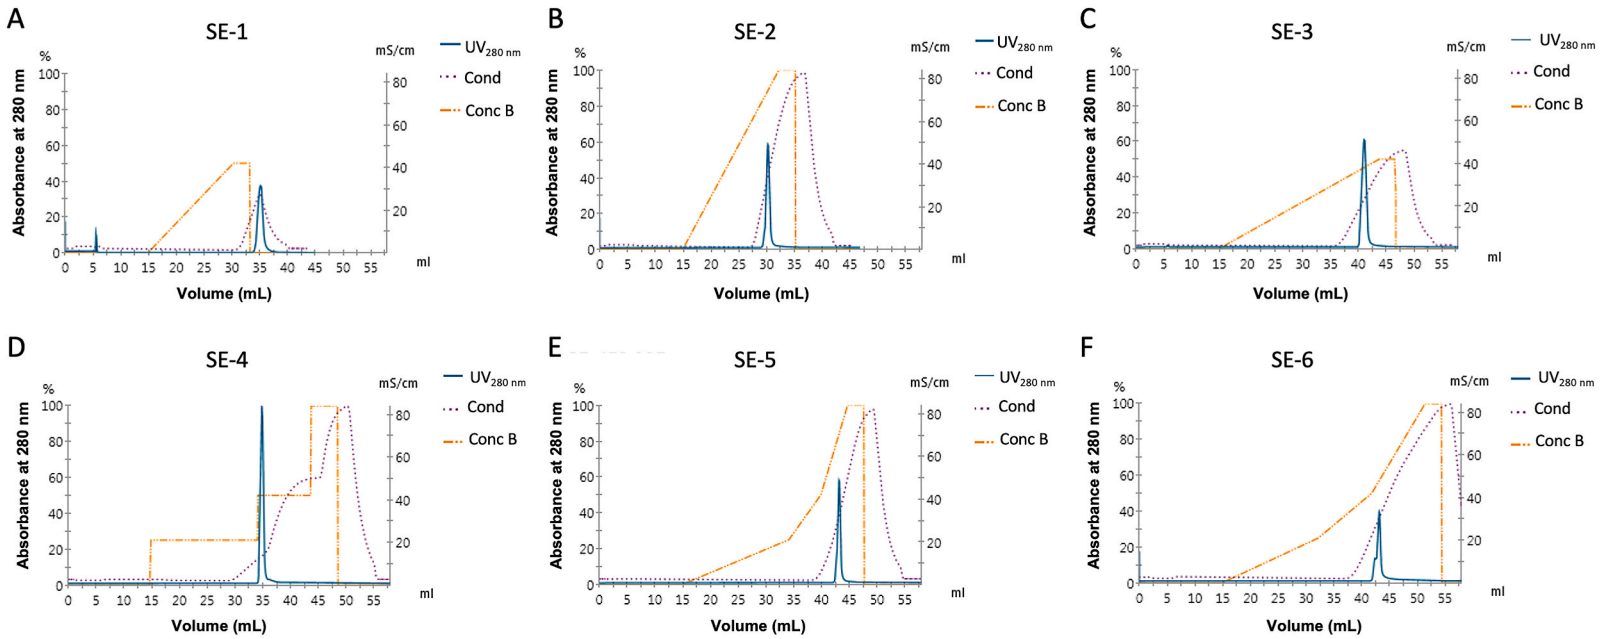 A
SE-1
%
mS/cm
UV280 nm
Cond
Conc B
Absorbance at 280 nm
100
80
60
40
20
0
80
60
40
20
0 5 10 15 20 25 30 35 40 45 50 55
ml
Volume (mL)
B
SE-2
%
mS/cm
UV280 nm
Cond
Conc B
Absorbance at 280 nm
100
80
60
40
20
0
80
60
40
20
0 5 10 15 20 25 30 35 40 45 50 55
ml
Volume (mL)
C
SE-3
%
mS/cm
UV280 nm
Cond
Conc B
Absorbance at 280 nm
100
80
60
40
20
0
80
60
40
20
0 5 10 15 20 25 30 35 40 45 50 55
ml
Volume (mL)
D
SE-4
%
mS/cm
UV280 nm
Cond
Conc B
Absorbance at 280 nm
100
80
60
40
20
0
80
60
40
20
0 5 10 15 20 25 30 35 40 45 50 55
ml
Volume (mL)
E
SE-5
%
mS/cm
UV280 nm
Cond
Conc B
Absorbance at 280 nm
100
80
60
40
20
0
80
60
40
20
0 5 10 15 20 25 30 35 40 45 50 55
ml
Volume (mL)
F
SE-6
%
mS/cm
UV280 nm
Cond
Conc B
Absorbance at 280 nm
100
80
60
40
20
0
80
60
40
20
0 5 10 15 20 25 30 35 40 45 50 55
ml
Volume (mL)